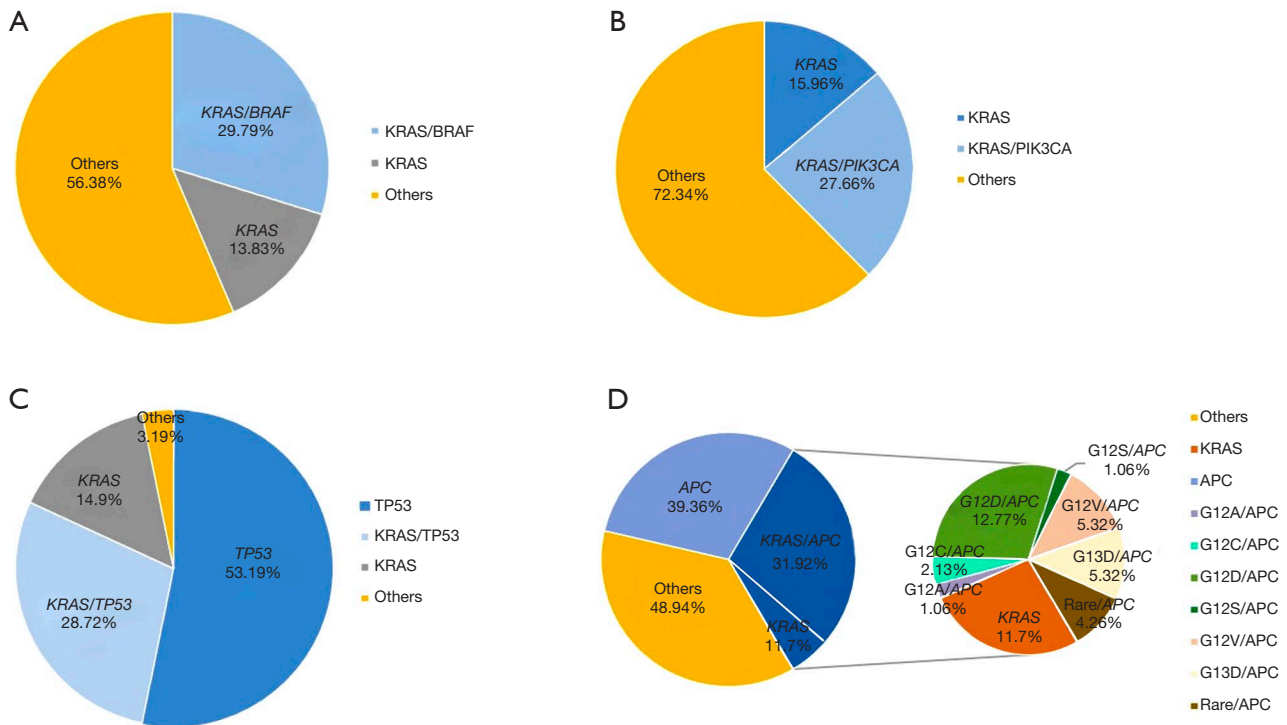 A
KRAS/BRAF
29.79%
Others
56.38%
KRAS
13.83%
KRAS/BRAF
KRAS
Others
B
KRAS
15.96%
KRAS/PIK3CA
27.66%
Others
72.34%
KRAS
KRAS/PIK3CA
Others
C
Others
3.19%
KRAS
14.9%
TP53
53.19%
KRAS/TP53
28.72%
TP53
KRAS/TP53
KRAS
Others
D
APC
39.36%
KRAS/APC
31.92%
Others
48.94%
KRAS
11.7%
G12S/APC
1.06%
G12D/APC
12.77%
G12V/APC
5.32%
G12C/APC
2.13%
G13D/APC
5.32%
G12A/APC
1.06%
Rare/APC
4.26%
KRAS
11.7%
Others
KRAS
APC
G12A/APC
G12C/APC
G12D/APC
G12S/APC
G12V/APC
G13D/APC
Rare/APC